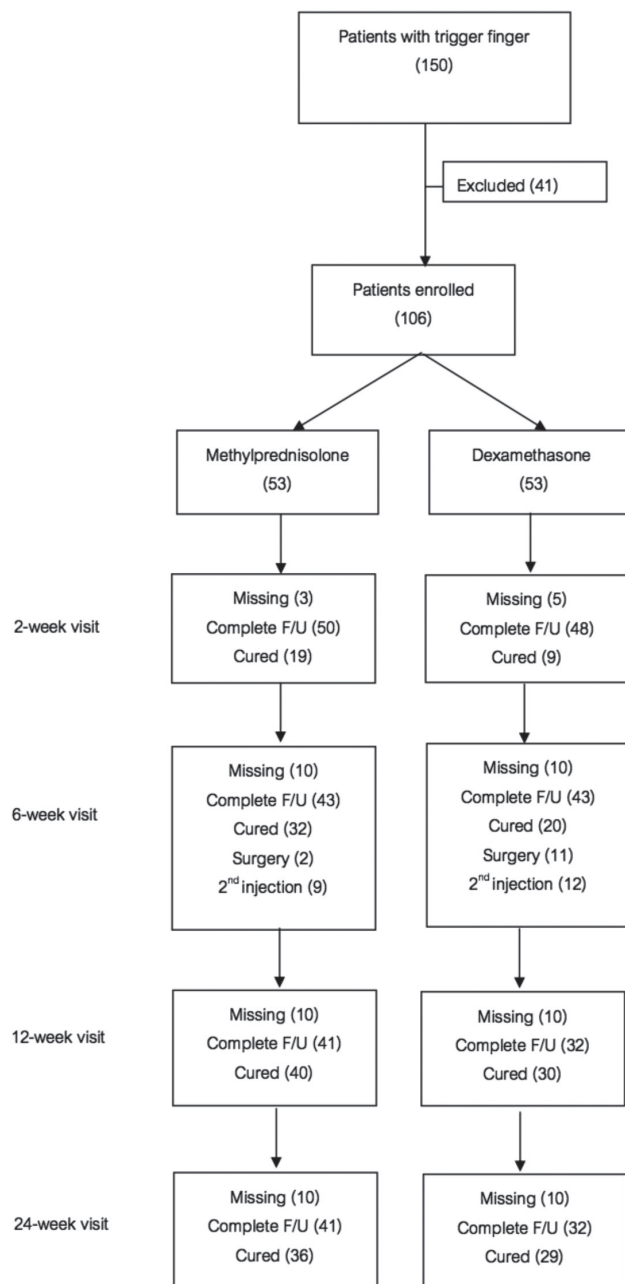 Patients with trigger finger
(150)
Excluded (41)
Patients enrolled
(106)
Methylprednisolone
(53)
Dexamethasone
(53)
2-week visit
Missing (3)
Complete F/U (50)
Cured (19)
Missing (5)
Complete F/U (48)
Cured (9)
6-week visit
Missing (10)
Complete F/U (43)
Cured (32)
Surgery (2)
2nd injection (9)
Missing (10)
Complete F/U (43)
Cured (20)
Surgery (11)
2nd injection (12)
12-week visit
Missing (10)
Complete F/U (41)
Cured (40)
Missing (10)
Complete F/U (32)
Cured (30)
24-week visit
Missing (10)
Complete F/U (41)
Cured (36)
Missing (10)
Complete F/U (32)
Cured (29)